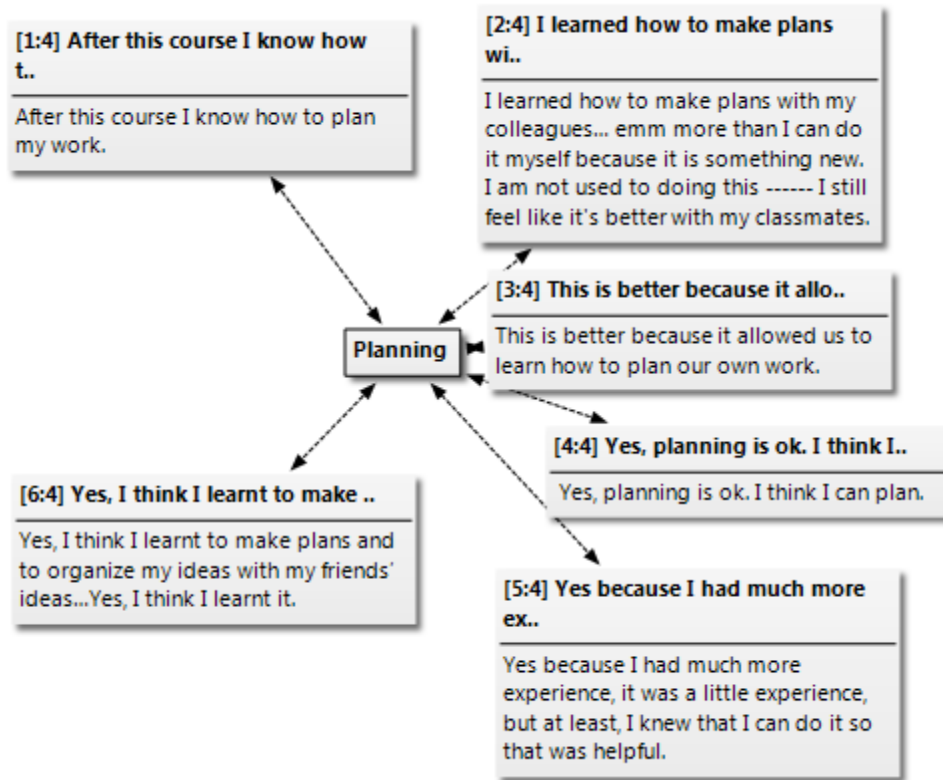 [1:4] After this course I know how
t..
After this course I know how to plan
my work.
[2:4] I learned how to make plans
wi..
I learned how to make plans with my
colleagues... emm more than I can do
it myself because it is something new.
I am not used to doing this ------ I still
feel like it's better with my classmates.
[3:4] This is better because it allo..
This is better because it allowed us to
learn how to plan our own work.
Planning
[4:4] Yes, planning is ok. I think I..
Yes, planning is ok. I think I can plan.
[6:4] Yes, I think I learnt to make ..
Yes, I think I learnt to make plans and
to organize my ideas with my friends'
ideas...Yes, I think I learnt it.
[5:4] Yes because I had much more
ex..
Yes because I had much more
experience, it was a little experience,
but at least, I knew that I can do it so
that was helpful.